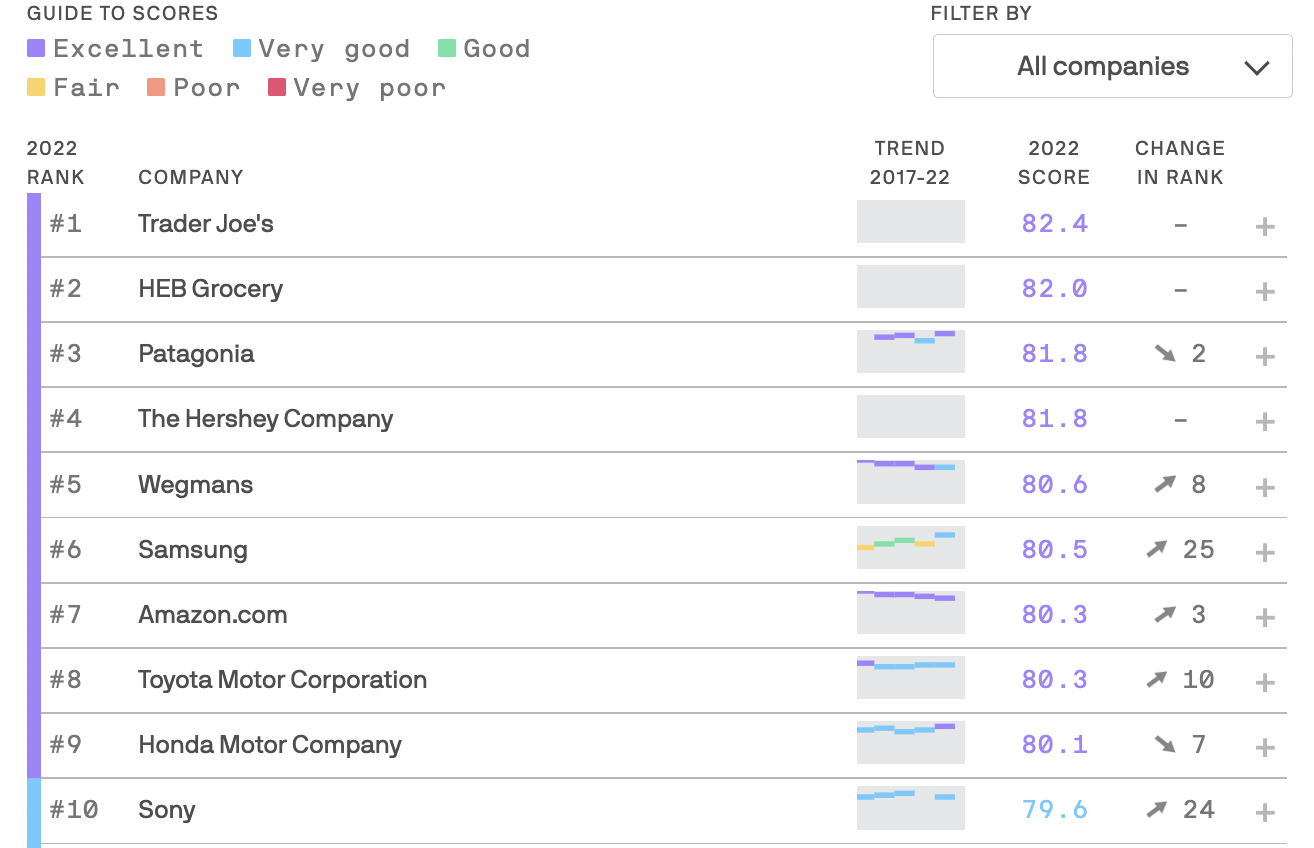 GUIDE TO SCORES
FILTER BY
Excellent Very good Good
Fair Poor Very poor
All companies
2022 RANK COMPANY TREND 2017-22 2022 SCORE CHANGE IN RANK
#1 Trader Joe's 82.4 – +
#2 HEB Grocery 82.0 – +
#3 Patagonia 81.8 2 +
#4 The Hershey Company 81.8 – +
#5 Wegmans 80.6 8 +
#6 Samsung 80.5 25 +
#7 Amazon.com 80.3 3 +
#8 Toyota Motor Corporation 80.3 10 +
#9 Honda Motor Company 80.1 7 +
#10 Sony 79.6 24 +